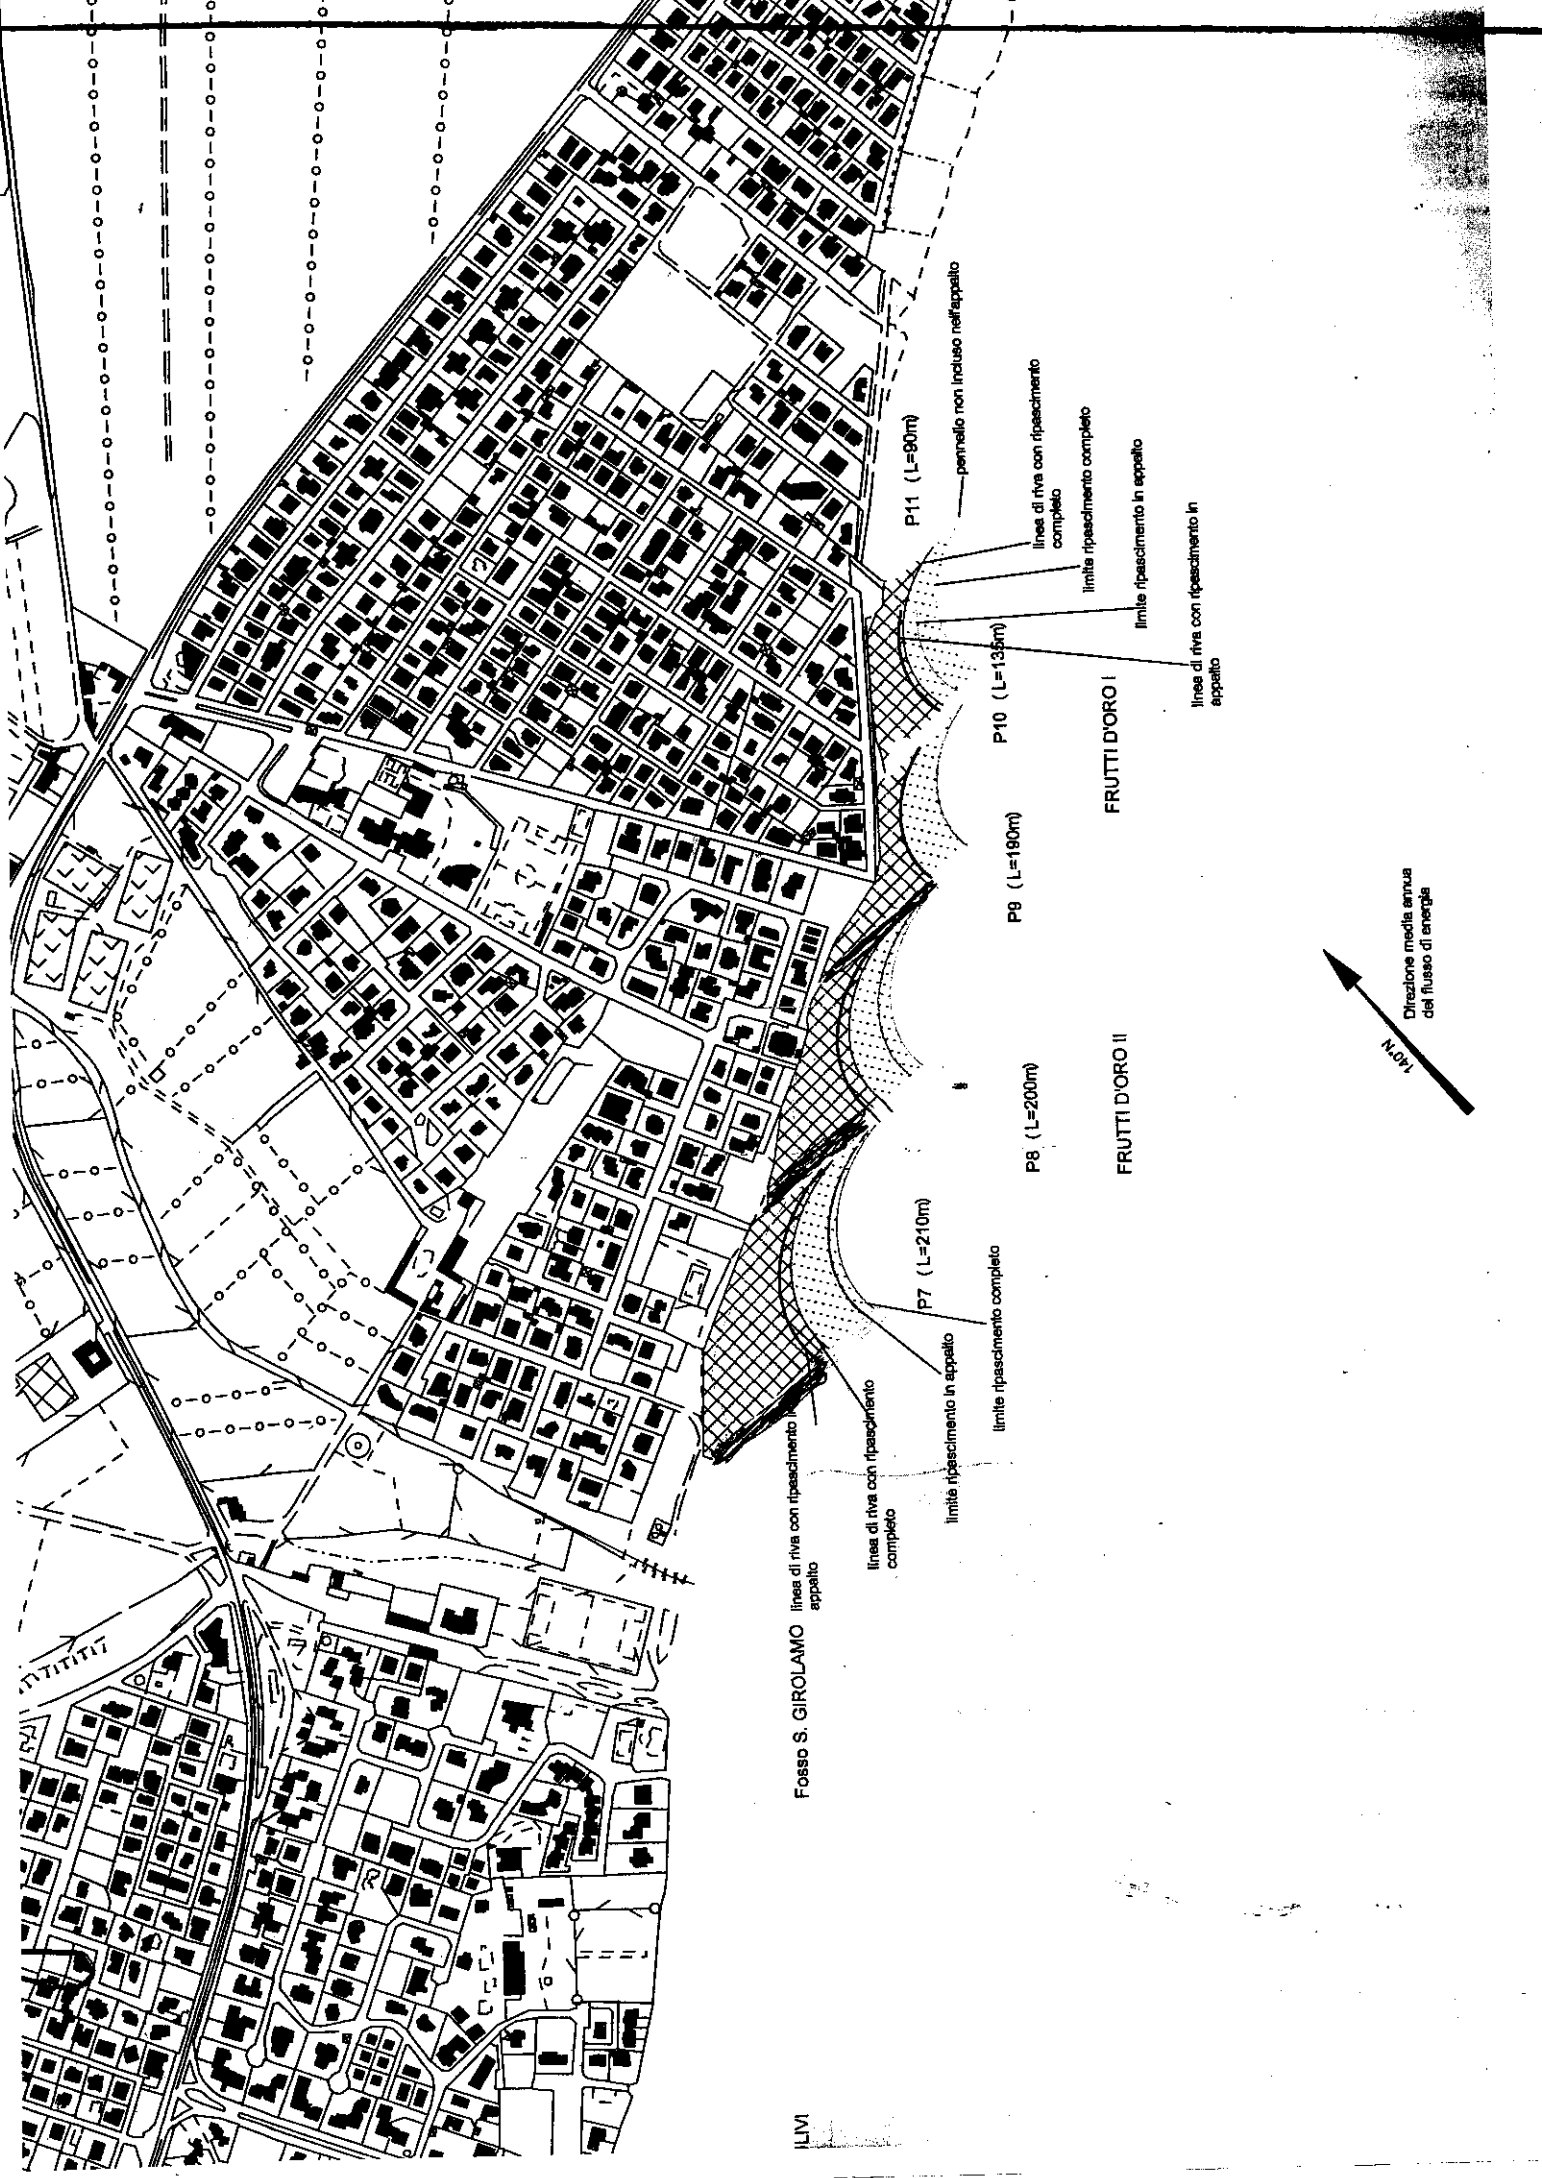 P11 (L=90m)
pennello non incluso nell'appalto
linea di riva con ripascimento
completo
limite ripascimento completo
limite ripascimento in appalto
linea di riva con ripascimento in
appalto
P10 (L=135m)
FRUTTI D'ORO I
P9 (L=190m)
P8 (L=200m)
FRUTTI D'ORO II
P7 (L=210m)
limite ripascimento completo
limite ripascimento in appalto
linea di riva con ripascimento
completo
linea di riva con ripascimento
appalto
Fosso S. GIROLAMO
ILIVI
Direzione media annua
del flusso di energia
140°N